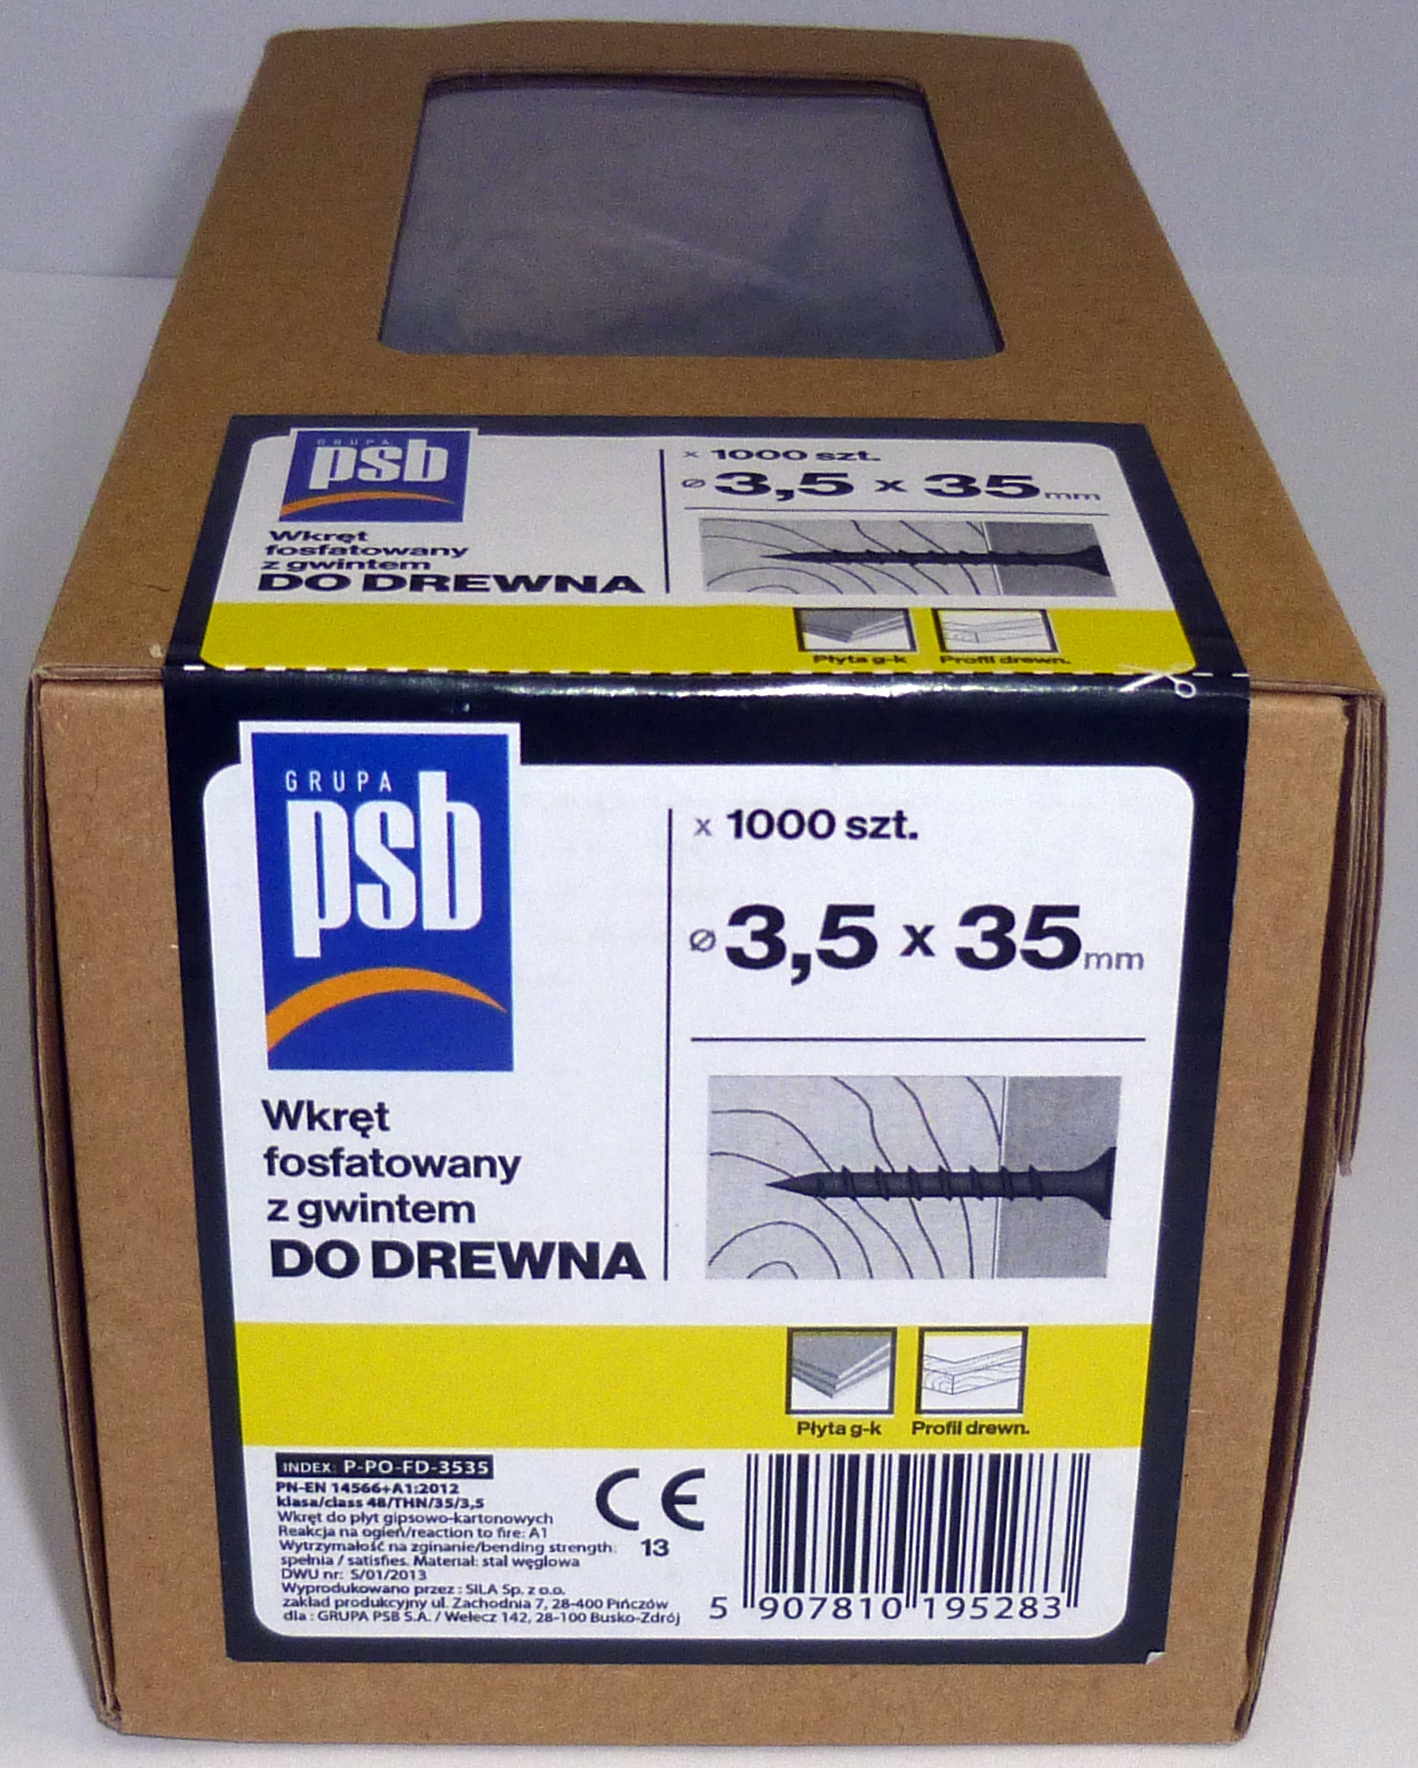 GRUPA
psb
x 1000 szt.
ø 3,5 x 35 mm
Wkręt
fosfatowany
z gwintem
DO DREWNA
Płyta g-k
Profil drewn.
GRUPA
psb
x 1000 szt.
ø 3,5 x 35 mm
Wkręt
fosfatowany
z gwintem
DO DREWNA
Płyta g-k
Profil drewn.
INDEX: P-PO-FD-3535
PN-EN 14566+A1:2012
klasa/class 48/THN/35/3,5
Wkręt do płyt gipsowo-kartonowych
Reakcja na ogień/reaction to fire: A1
Wytrzymałość na zginanie/bending strength:
spełnia / satisfies. Materiał: stal węglowa
DWU nr: S/01/2013
Wyprodukowano przez : SILA Sp. z o.o.
zakład produkcyjny ul. Zachodnia 7, 28-400 Pińczów
dla : GRUPA PSB S.A. / Wełecz 142, 28-100 Busko-Zdrój
CE
13
5 907810 195283